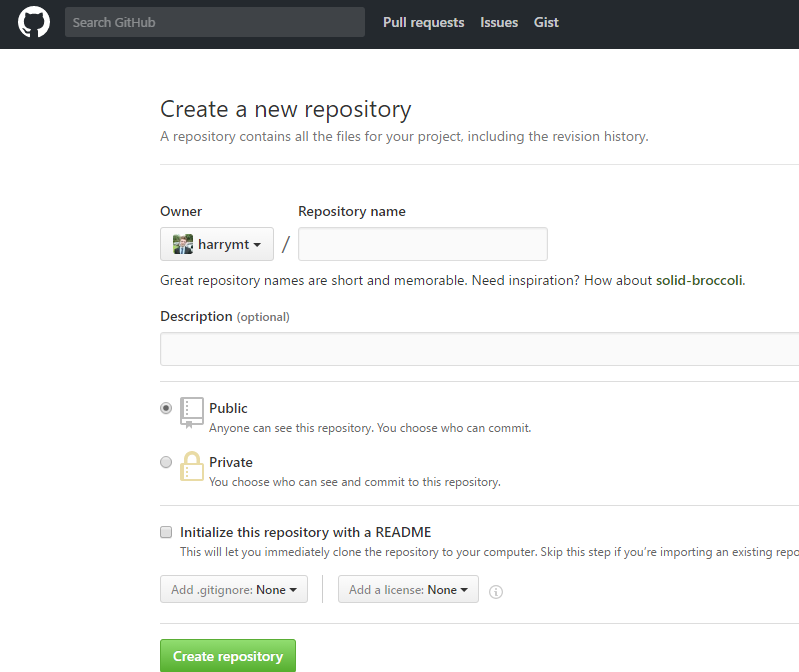 Search GitHub Pull requests Issues Gist
Create a new repository
A repository contains all the files for your project, including the revision history.
Owner Repository name
harrymt /
Great repository names are short and memorable. Need inspiration? How about solid-broccoli.
Description (optional)
Public
Anyone can see this repository. You choose who can commit.
Private
You choose who can see and commit to this repository.
Initialize this repository with a README
This will let you immediately clone the repository to your computer. Skip this step if you’re importing an existing repo
Add .gitignore: None Add a license: None
Create repository